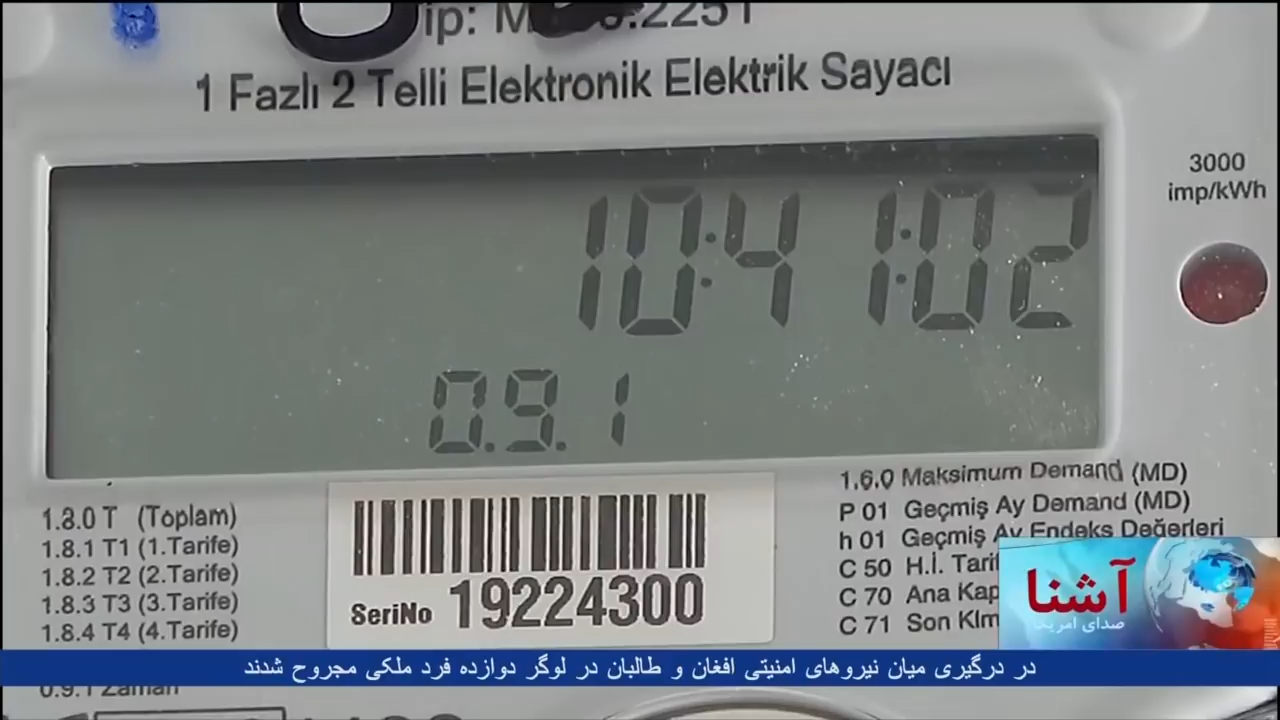 1 Fazlı 2 Telli Elektronik Elektrik Sayacı
3000
imp/kWh
10:41:02
0.9.1
1.8.0 T (Toplam)
1.8.1 T1 (1.Tarife)
1.8.2 T2 (2.Tarife)
1.8.3 T3 (3.Tarife)
1.8.4 T4 (4.Tarife)
SeriNo 19224300
1.6.0 Maksimum Demand (MD)
P 01 Geçmiş Ay Demand (MD)
h 01 Geçmiş Ay Endeks Değerleri
C 50 H.İ.
C 70 Ana
C 71 Son
آشنا
صدای امریکا
در درگیری میان نیروهای امنیتی افغان و طالبان در لوگر دوازده فرد ملکی مجروح شدند
0.9.1 Zaman